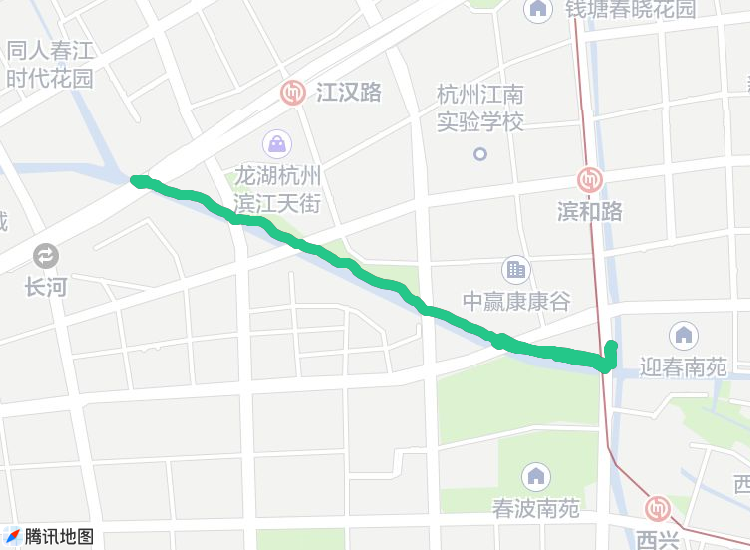 钱塘春晓花园
同人春江
时代花园
江汉路
杭州江南
实验学校
龙湖杭州
滨江天街
滨和路
长河
中赢康康谷
迎春南苑
春波南苑
西兴
腾讯地图